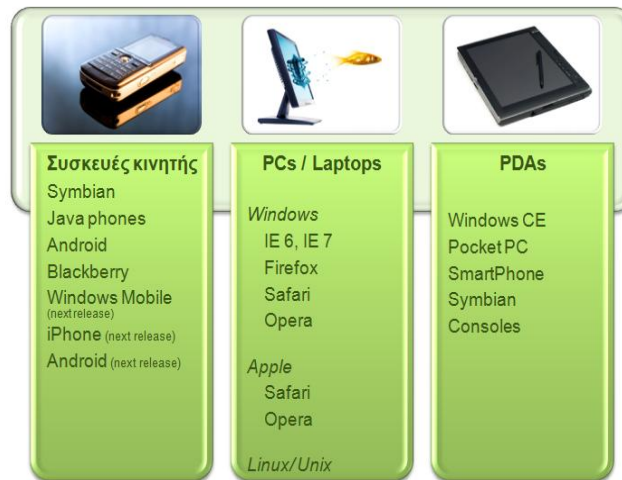 Συσκευές κινητής
Symbian
Java phones
Android
Blackberry
Windows Mobile
(next release)
iPhone (next release)
Android (next release)
PCs / Laptops
Windows
IE 6, IE 7
Firefox
Safari
Opera
Apple
Safari
Opera
Linux/Unix
PDAs
Windows CE
Pocket PC
SmartPhone
Symbian
Consoles